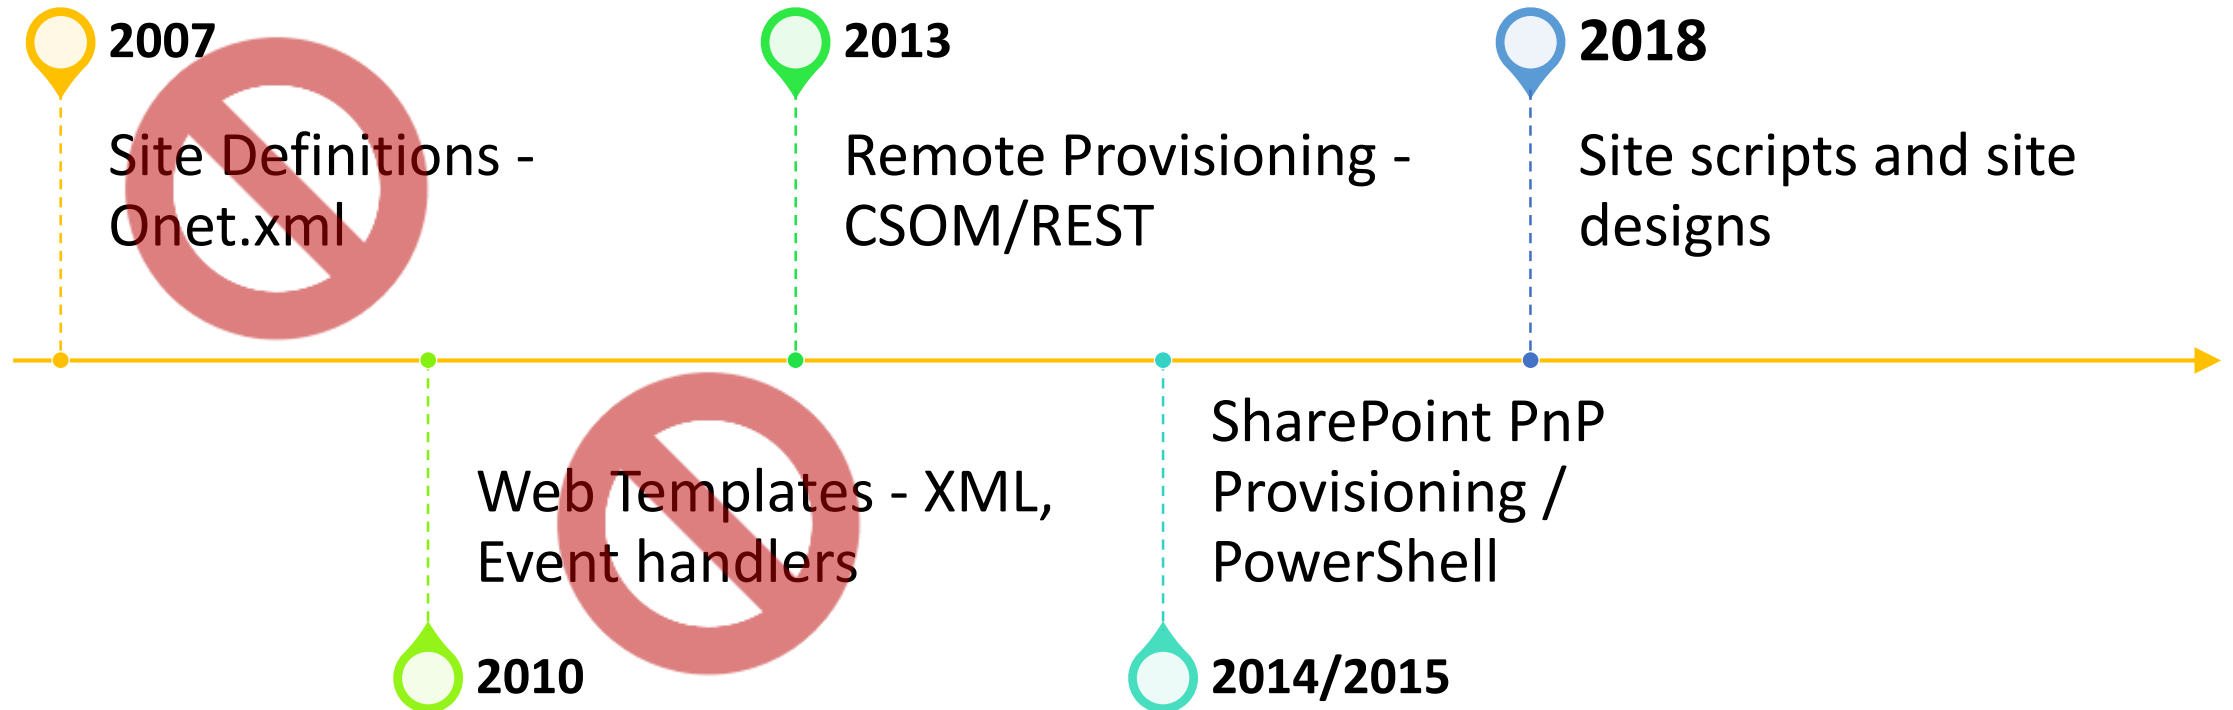 2007
Site Definitions -
Onet.xml
2013
Remote Provisioning -
CSOM/REST
2018
Site scripts and site
designs
Web Templates - XML,
Event handlers
2010
SharePoint PnP
Provisioning /
PowerShell
2014/2015